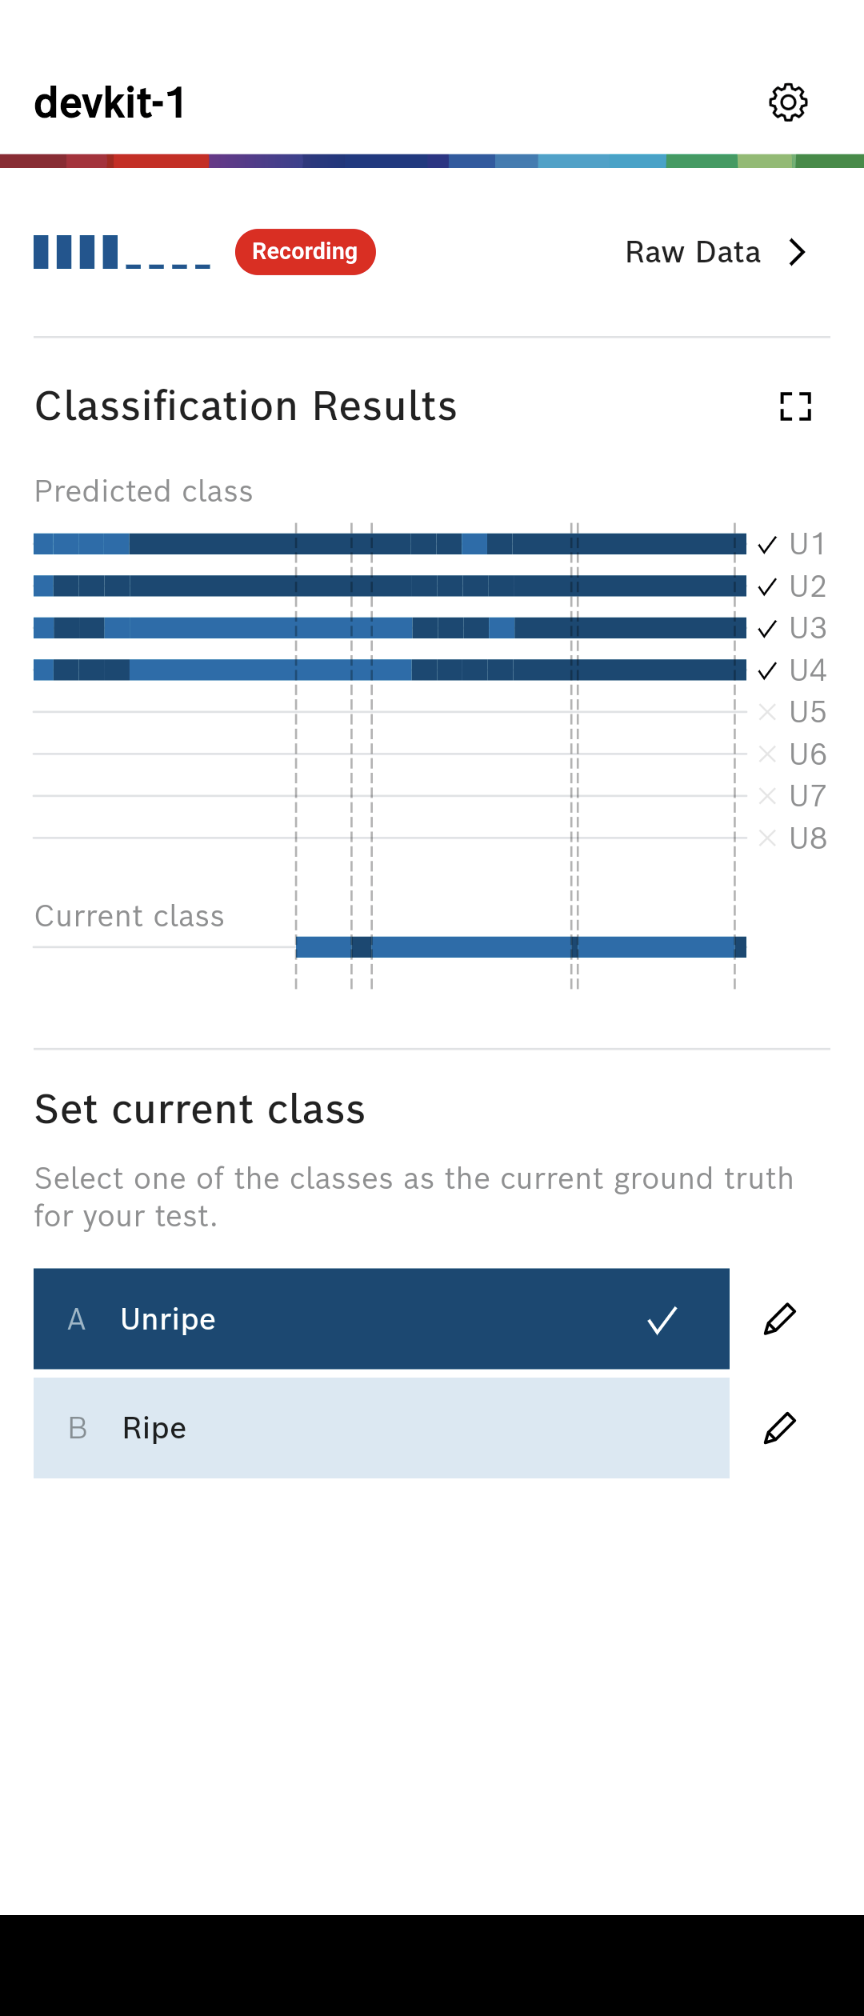 devkit-1
Recording
Raw Data
Classification Results
Predicted class
U1
U2
U3
U4
U5
U6
U7
U8
Current class
Set current class
Select one of the classes as the current ground truth
for your test.
A Unripe
B Ripe